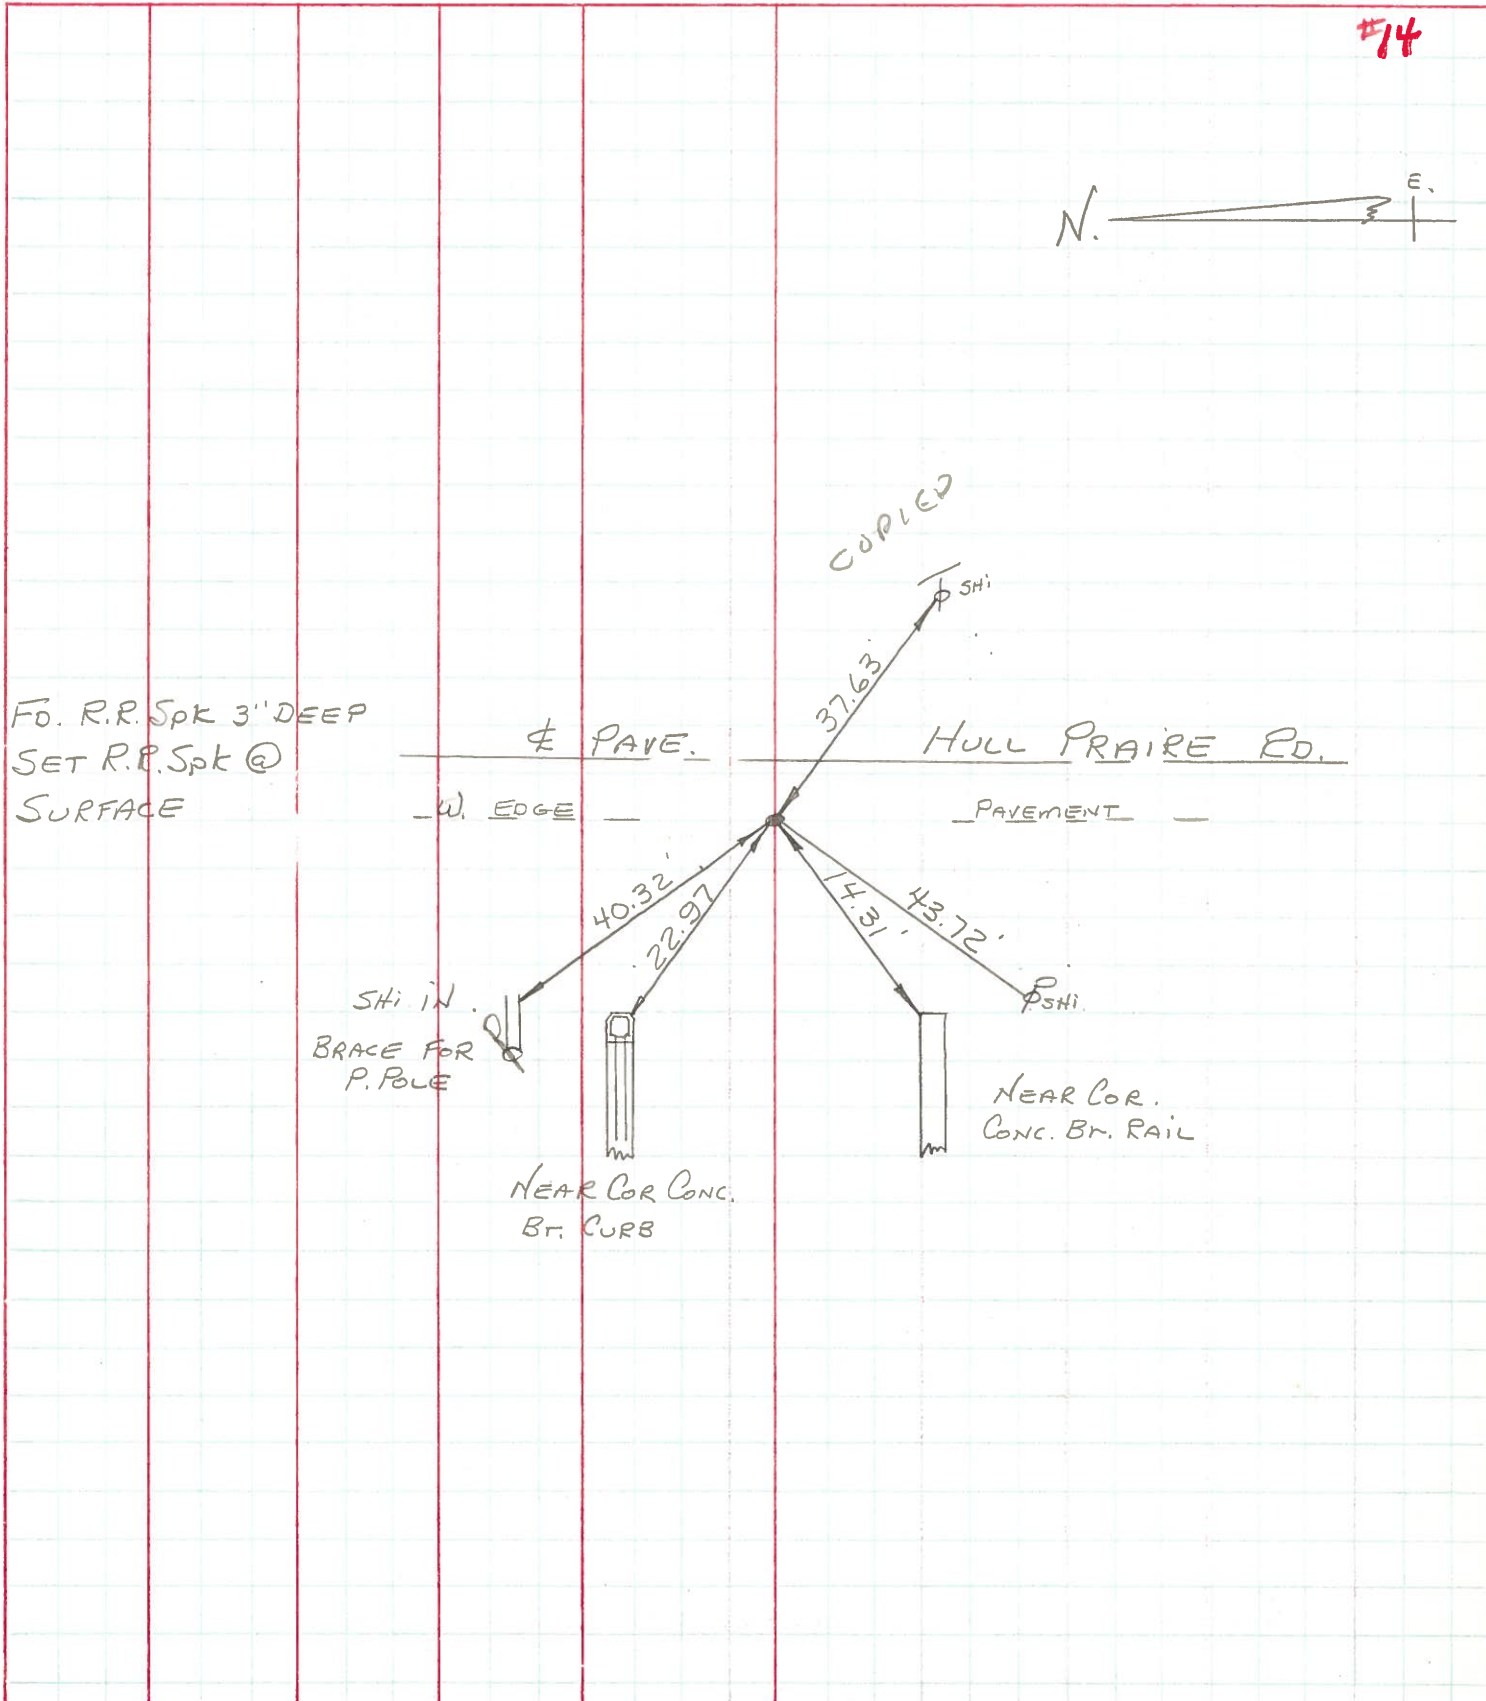 #14
N.
E.
COPIED
SHi
37.63'
FD. R.R. Spk 3" DEEP
SET R.R. Spk @
SURFACE
℄ PAVE.
HULL PRAIRE RD.
W. EDGE
PAVEMENT
40.32'
22.97
14.31'
43.72'
SHi iN
BRACE FOR
P. POLE
SHi
NEAR COR.
CONC. Br. RAiL
NEAR COR CONC.
Br. CURB